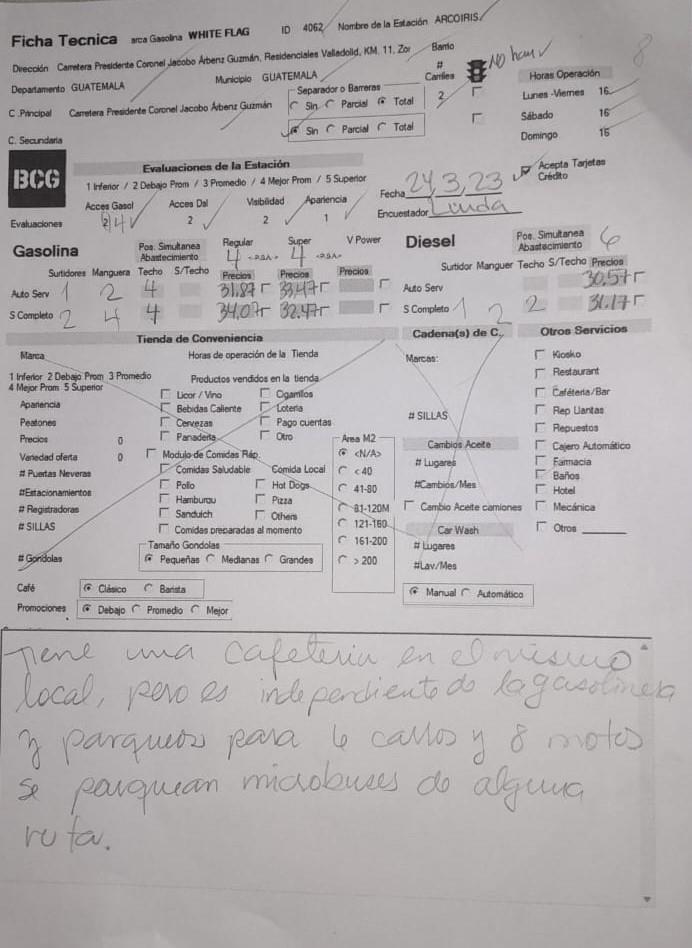 Ficha Tecnica arca Gasolina WHITE FLAG ID 4062 Nombre de la Estación ARCOIRIS
Dirección Carretera Presidente Coronel Jacobo Árbenz Guzmán, Residenciales Valladolid, KM. 11, Zor Barrio
Departamento GUATEMALA Municipio GUATEMALA # Carriles 2 NO hay 8
C .Principal Carretera Presidente Coronel Jacobo Arbenz Guzmán
Separador o Barreras
Sin Parcial Total
C. Secundaria Sin Parcial Total
Horas Operación
Lunes -Viernes 16
Sábado 16
Domingo 16
BCG
Evaluaciones de la Estación
1 Inferior / 2 Debajo Prom / 3 Promedio / 4 Mejor Prom / 5 Superior
Acces Gasol Acces Dsl Visibilidad Apariencia
Evaluaciones 4 2 2 1
Fecha 24,3,23
Encuestador Linda
Acepta Tarjetas Crédito
Gasolina Pos. Simultanea Abastecimiento Regular 4 Super 4 V Power
Surtidores Manguera Techo S/Techo Precios Precios Precios
Auto Serv 1 2 4 31.87 33.47
S Completo 2 4 4 34.07 32.47
Diesel Pos. Simultanea Abastecimiento 6
Surtidor Manguer Techo S/Techo Precios
Auto Serv 30.57
S Completo 1 2 2 31.17
Tienda de Conveniencia
Marca Horas de operación de la Tienda
1 Inferior 2 Debajo Prom 3 Promedio
4 Mejor Prom 5 Superior
Productos vendidos en la tienda
Apariencia
Peatones
Precios 0
Variedad oferta 0
# Puertas Neveras
#Estacionamientos
# Registradoras
# SILLAS
# Gondolas
Licor / Vino Cigarrillos
Bebidas Caliente Loteria
Cervezas Pago cuentas
Panaderia Otro
Modulo de Comidas Ráp.
Comidas Saludable Comida Local
Pollo Hot Dogs
Hamburgu Pizza
Sanduich Others
Comidas preparadas al momento
Tamaño Gondolas
Pequeñas Medianas Grandes
Area M2
<N/A>
< 40
41-80
81-120M
121-160
161-200
> 200
Café Clásico Barista
Promociones Debajo Promedio Mejor
Cadena(s) de C.
Marcas:
# SILLAS
Cambios Aceite
# Lugares
#Cambios/Mes
Cambio Aceite camiones
Car Wash
# Lugares
#Lav/Mes
Manual Automático
Otros Servicios
Kiosko
Restaurant
Caféteria/Bar
Rep Llantas
Repuestos
Cajero Automático
Farmacia
Baños
Hotel
Mecánica
Otros
Tiene una cafeteria en el mismo
local, pero es independiente de la gasolinera
y parqueos para 6 carros y 8 motos
se parquean microbuses de alguna
ruta.